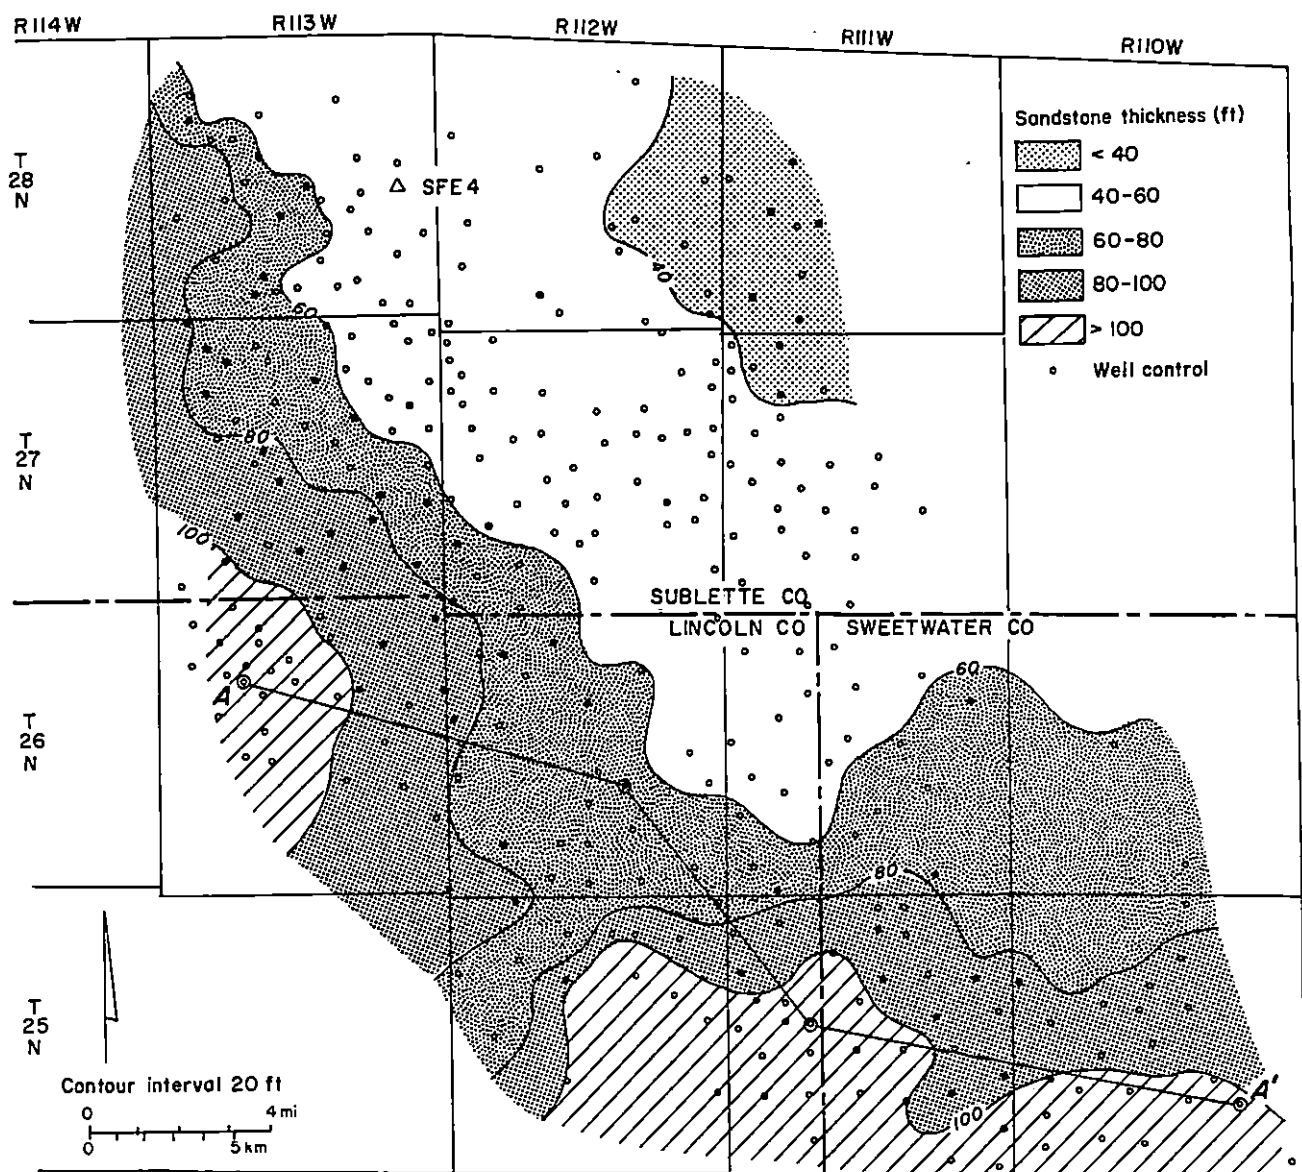 R114W R113W R112W R111W R110W
Sandstone thickness (ft)
< 40
40-60
60-80
80-100
> 100
Well control
T
28
N
SFE 4
40
60
T
27
N
80
100
SUBLETTE CO
LINCOLN CO SWEETWATER CO
60
A
T
26
N
80
T
25
N
A'
100
Contour interval 20 ft
0 4 mi
0 5 km